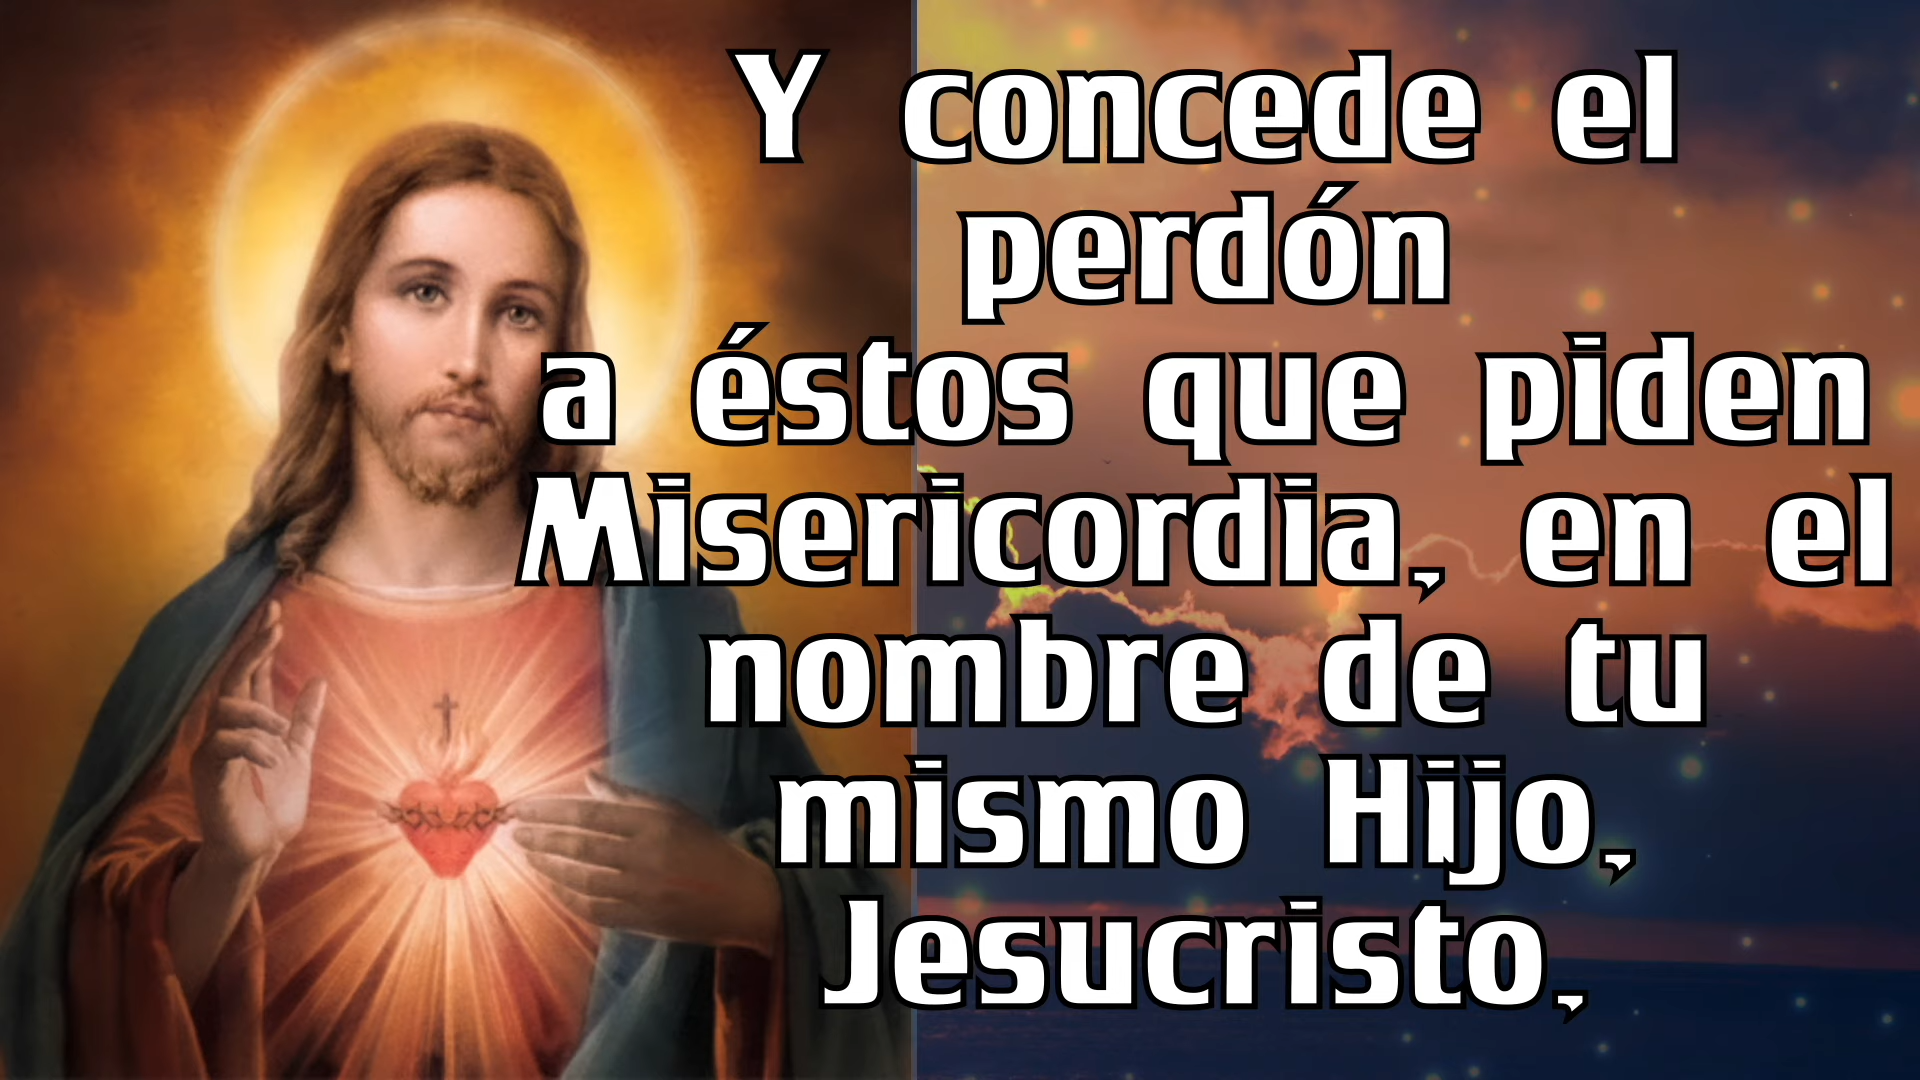 Y concede el
perdón
a éstos que piden
Misericordia, en el
nombre de tu
mismo Hijo,
Jesucristo,